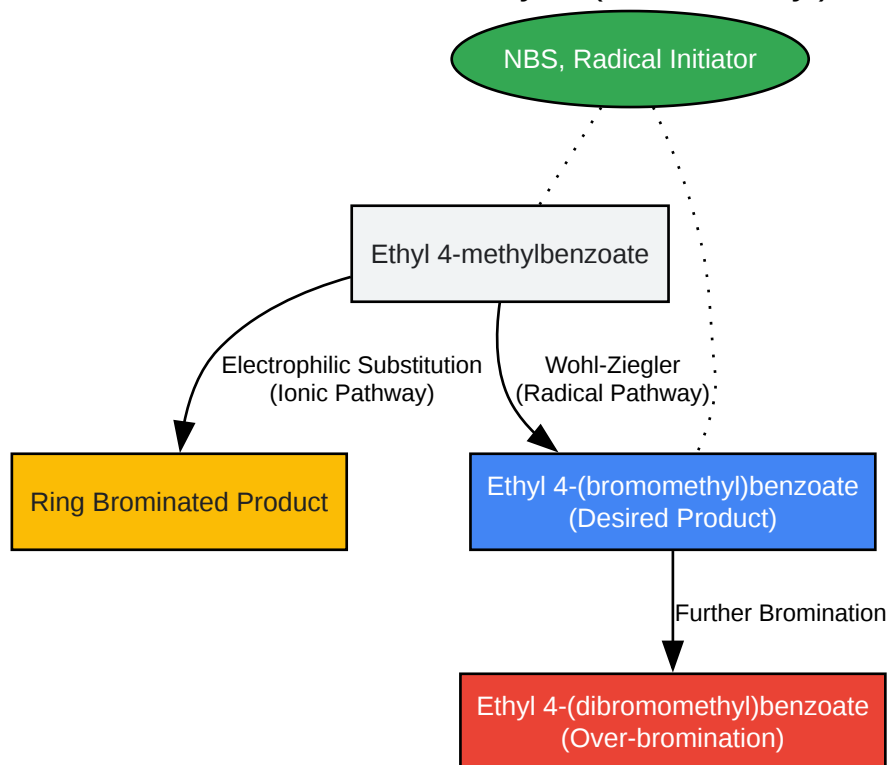 NBS, Radical Initiator
Ethyl 4-methylbenzoate
Electrophilic Substitution
(Ionic Pathway)
Wohl-Ziegler
(Radical Pathway)
Ring Brominated Product
Ethyl 4-(bromomethyl)benzoate
(Desired Product)
Further Bromination
Ethyl 4-(dibromomethyl)benzoate
(Over-bromination)